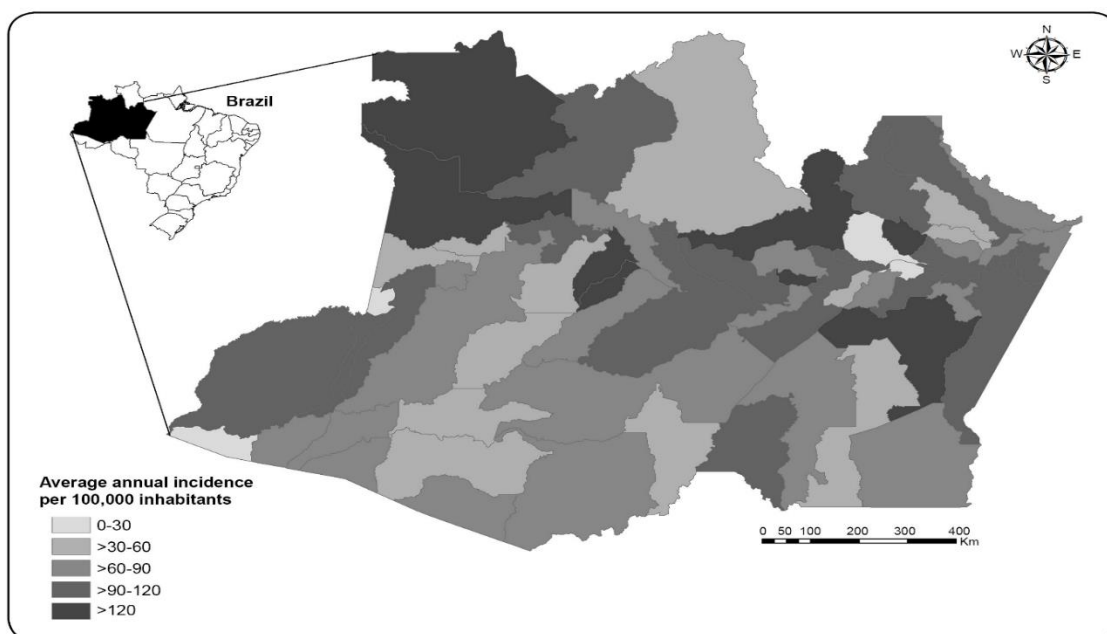 N
W E
S
Brazil
Average annual incidence
per 100,000 inhabitants
0-30
>30-60
>60-90
>90-120
>120
0 50 100 200 300 400
Km